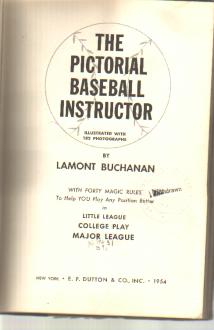 THE
PICTORIAL
BASEBALL
INSTRUCTOR
ILLUSTRATED WITH
182 PHOTOGRAPHS
BY
LAMONT BUCHANAN
WITH FORTY MAGIC RULES
To Help YOU Play Any Position Better
in
LITTLE LEAGUE
COLLEGE PLAY
MAJOR LEAGUE
NEW YORK • E. P. DUTTON & CO., INC. • 1954